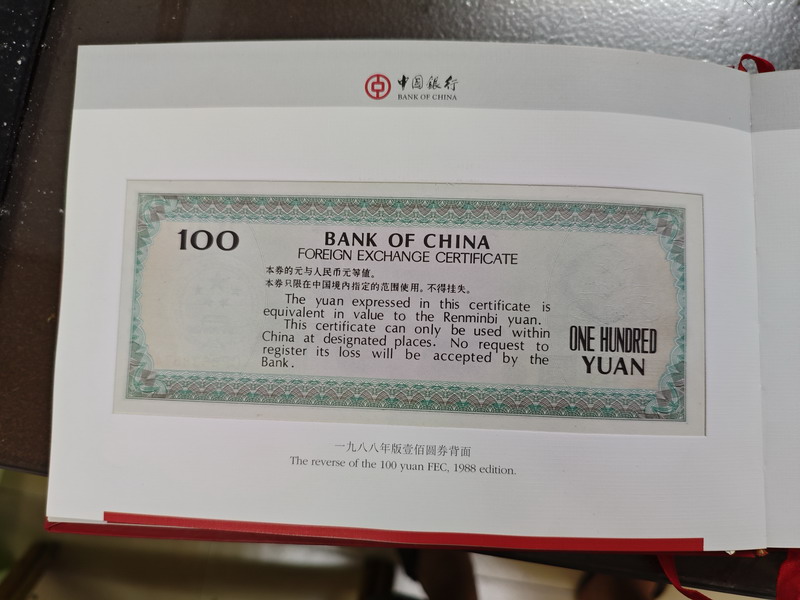 中国银行
BANK OF CHINA
100
BANK OF CHINA
FOREIGN EXCHANGE CERTIFICATE
本券的元与人民币元等值。
本券只限在中国境内指定的范围使用。不得挂失。
The yuan expressed in this certificate is
equivalent in value to the Renminbi yuan.
This certificate can only be used within
China at designated places. No request to
register its loss will be accepted by the
Bank.
ONE HUNDRED
YUAN
一九八八年版壹佰圓券背面
The reverse of the 100 yuan FEC, 1988 edition.